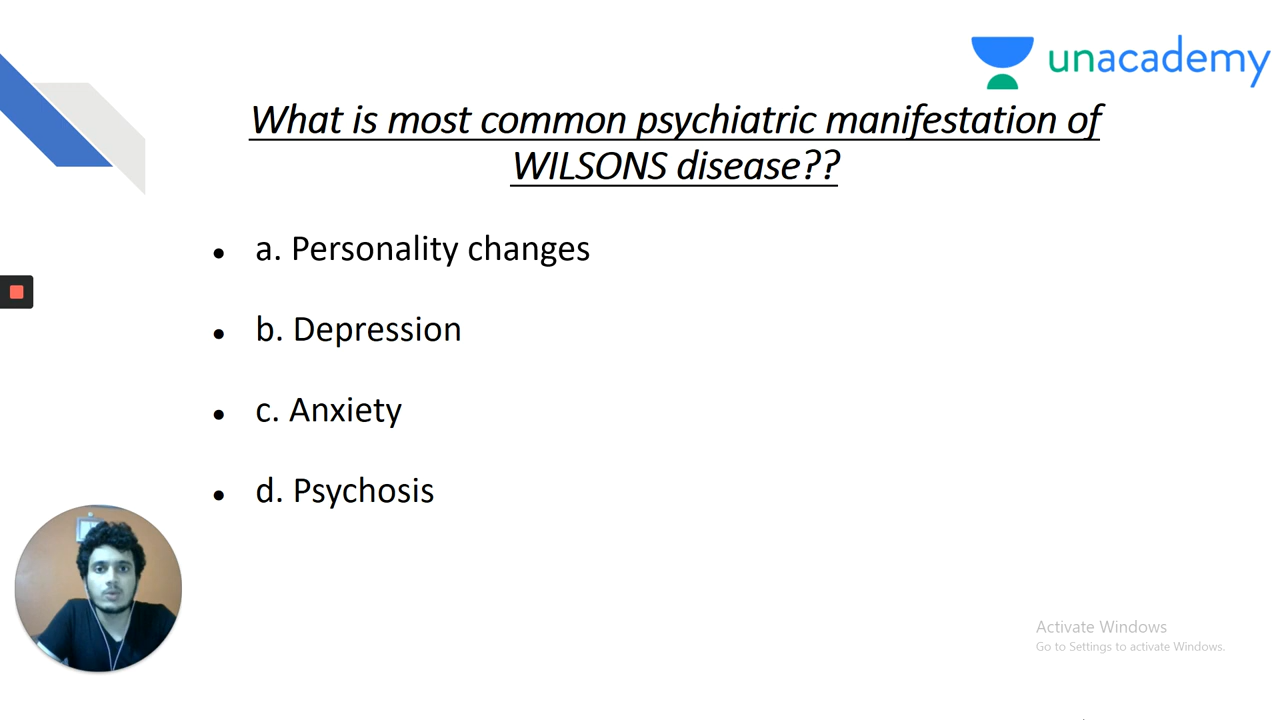 unacademy
What is most common psychiatric manifestation of
WILSONS disease??
• a. Personality changes
• b. Depression
• c. Anxiety
• d. Psychosis
Activate Windows
Go to Settings to activate Windows.